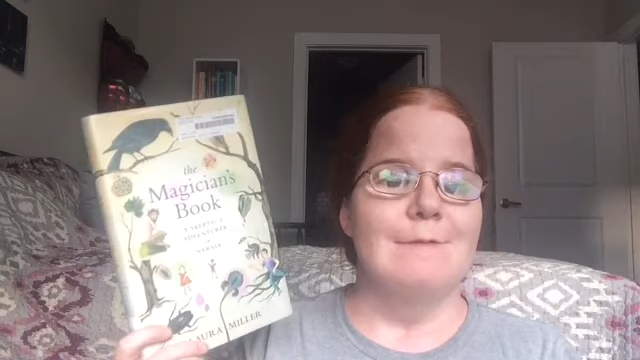 the
Magician's
Book
A SKEPTIC'S
ADVENTURES
in
NARNIA
LAURA MILLER